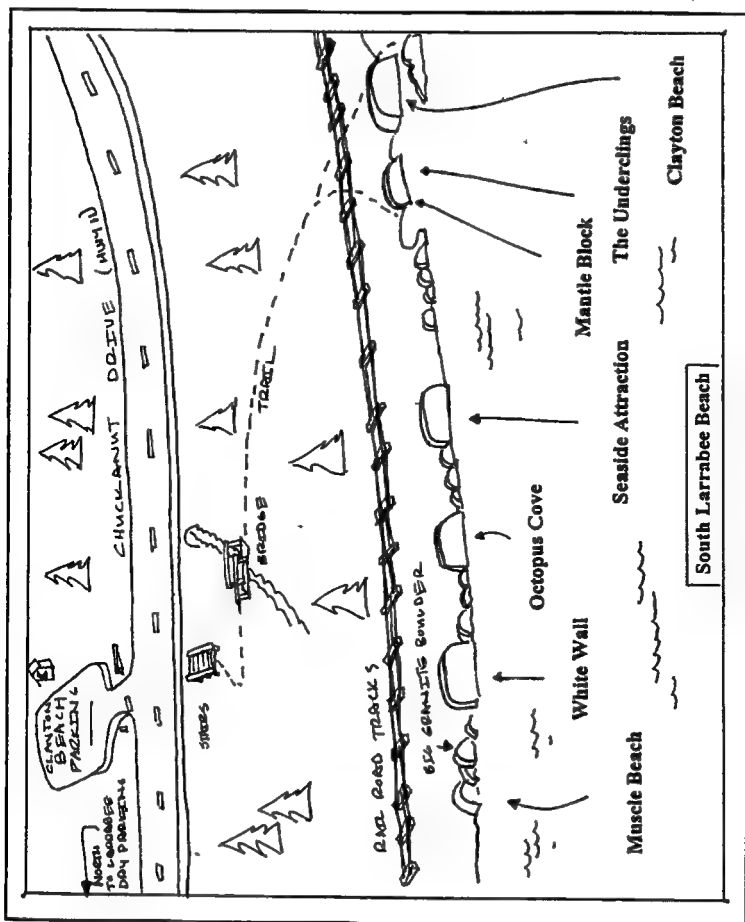 NORTH
TO LARRABEE
DAY PARKING
CLAYTON
BEACH
PARKING
CHUCKANUT DRIVE (HWY 11)
STAIRS
BRIDGE
TRAIL
RAIL ROAD TRACKS
BIG GRANITE BOULDER
Muscle Beach
White Wall
Octopus Cove
Seaside Attraction
Mantle Block
The Underclings
Clayton Beach
South Larrabee Beach